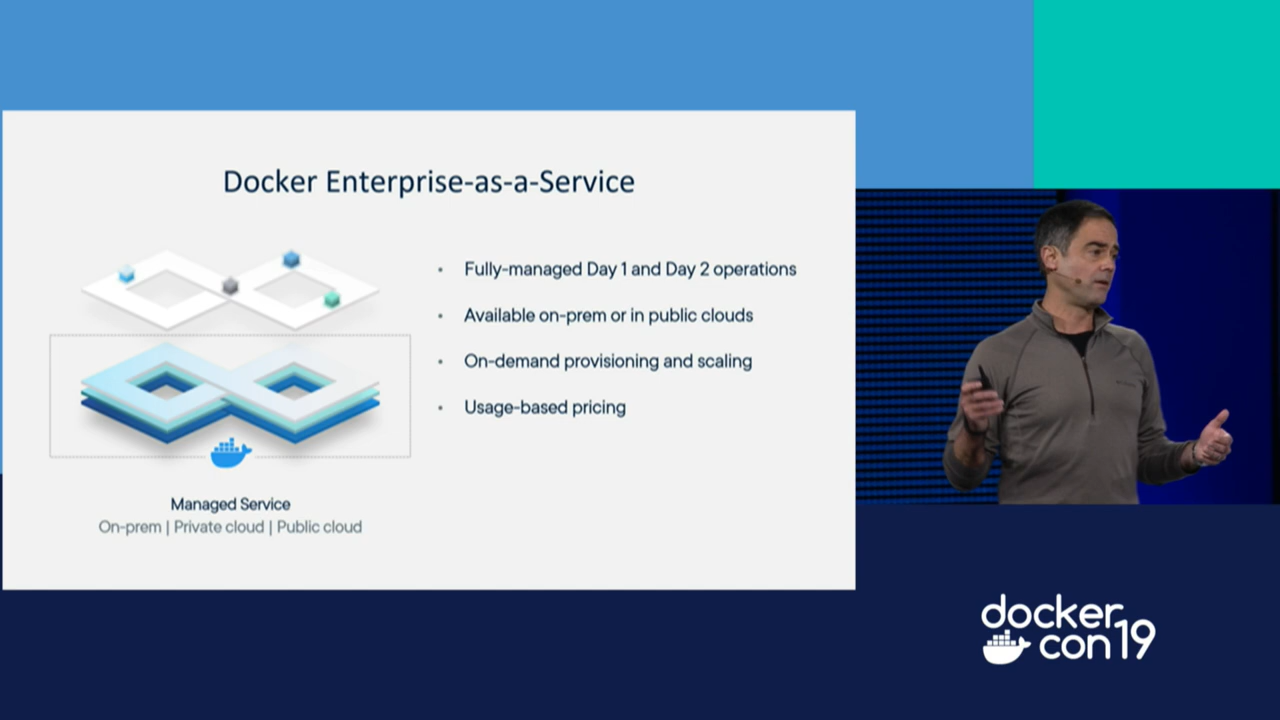 Docker Enterprise-as-a-Service
Fully-managed Day 1 and Day 2 operations
Available on-prem or in public clouds
On-demand provisioning and scaling
Usage-based pricing
Managed Service
On-prem | Private cloud | Public cloud
docker
con19